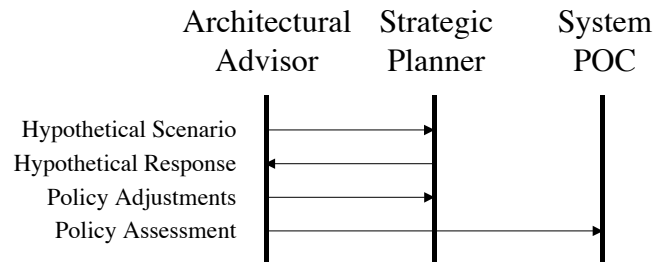 Architectural Advisor
Strategic Planner
System POC
Hypothetical Scenario
Hypothetical Response
Policy Adjustments
Policy Assessment